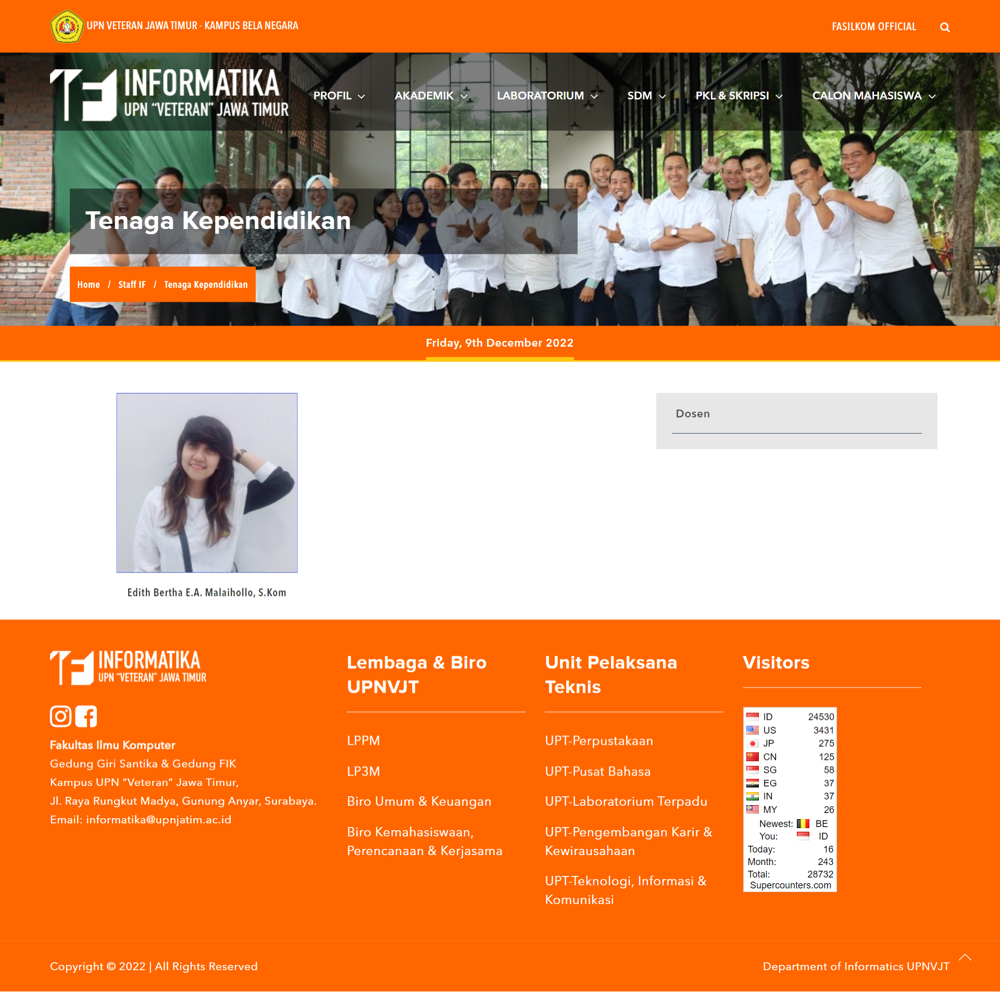 UPN VETERAN JAWA TIMUR - KAMPUS BELA NEGARA
FASILKOM OFFICIAL
INFORMATIKA
UPN “VETERAN” JAWA TIMUR
PROFIL
AKADEMIK
LABORATORIUM
SDM
PKL & SKRIPSI
CALON MAHASISWA
Tenaga Kependidikan
Home / Staff IF / Tenaga Kependidikan
Friday, 9th December 2022
Dosen
Edith Bertha E.A. Malaihollo, S.Kom
INFORMATIKA
UPN “VETERAN” JAWA TIMUR
Fakultas Ilmu Komputer
Gedung Giri Santika & Gedung FIK
Kampus UPN “Veteran” Jawa Timur,
Jl. Raya Rungkut Madya, Gunung Anyar, Surabaya.
Email: informatika@upnjatim.ac.id
Lembaga & Biro
UPNVJT
LPPM
LP3M
Biro Umum & Keuangan
Biro Kemahasiswaan,
Perencanaan & Kerjasama
Unit Pelaksana
Teknis
UPT-Perpustakaan
UPT-Pusat Bahasa
UPT-Laboratorium Terpadu
UPT-Pengembangan Karir &
Kewirausahaan
UPT-Teknologi, Informasi &
Komunikasi
Visitors
ID 24530
US 3431
JP 275
CN 125
SG 58
EG 37
IN 37
MY 26
Newest: BE
You: ID
Today: 16
Month: 243
Total: 28732
Supercounters.com
Copyright © 2022 | All Rights Reserved
Department of Informatics UPNVJT